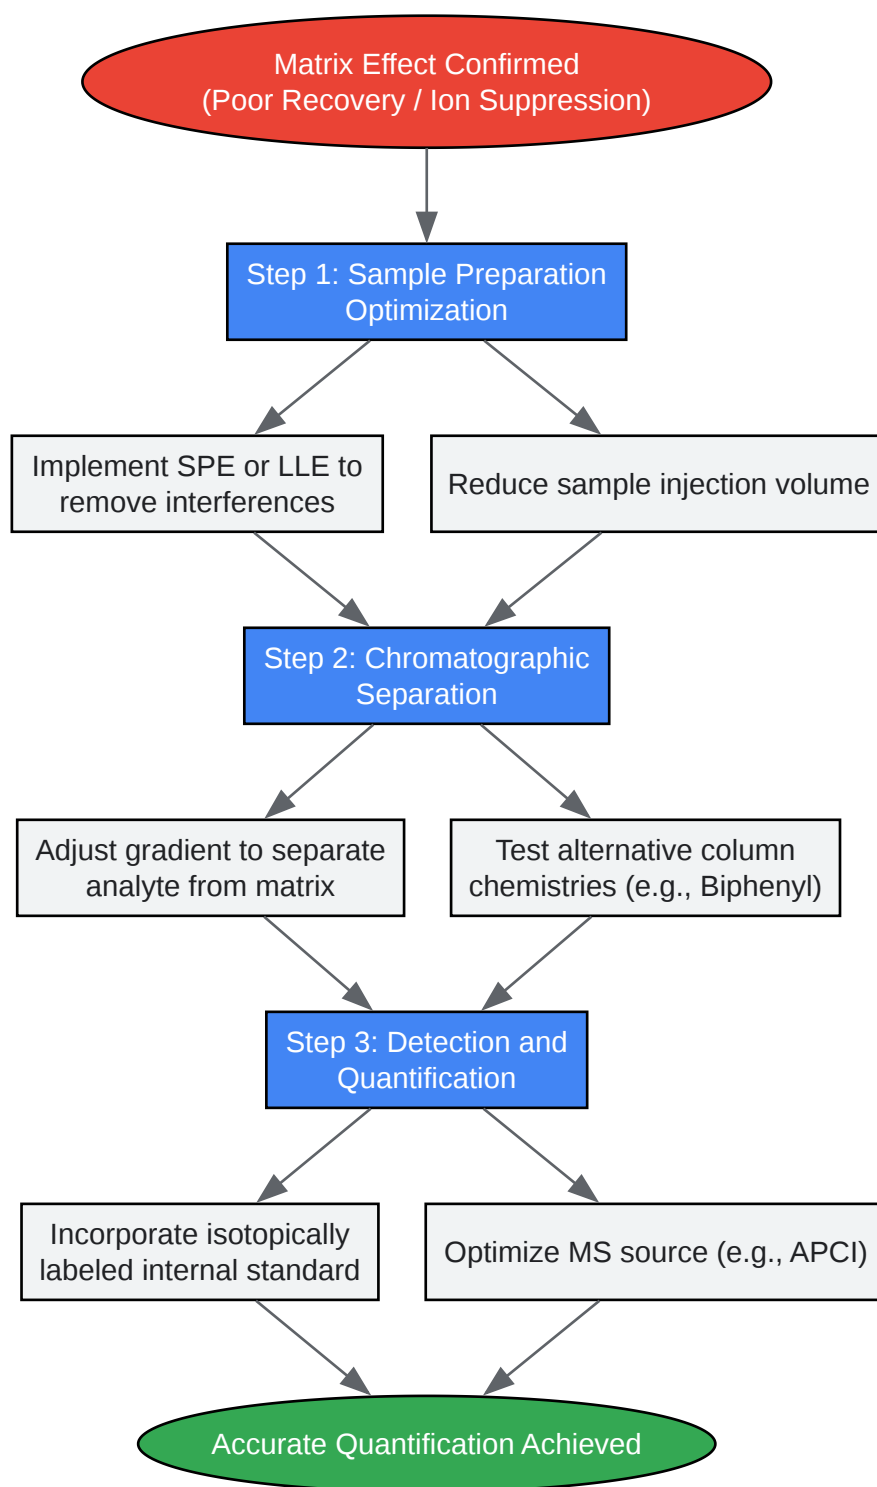 Matrix Effect Confirmed
(Poor Recovery / Ion Suppression)
Step 1: Sample Preparation
Optimization
Implement SPE or LLE to
remove interferences
Reduce sample injection volume
Step 2: Chromatographic
Separation
Adjust gradient to separate
analyte from matrix
Test alternative column
chemistries (e.g., Biphenyl)
Step 3: Detection and
Quantification
Incorporate isotopically
labeled internal standard
Optimize MS source (e.g., APCI)
Accurate Quantification Achieved